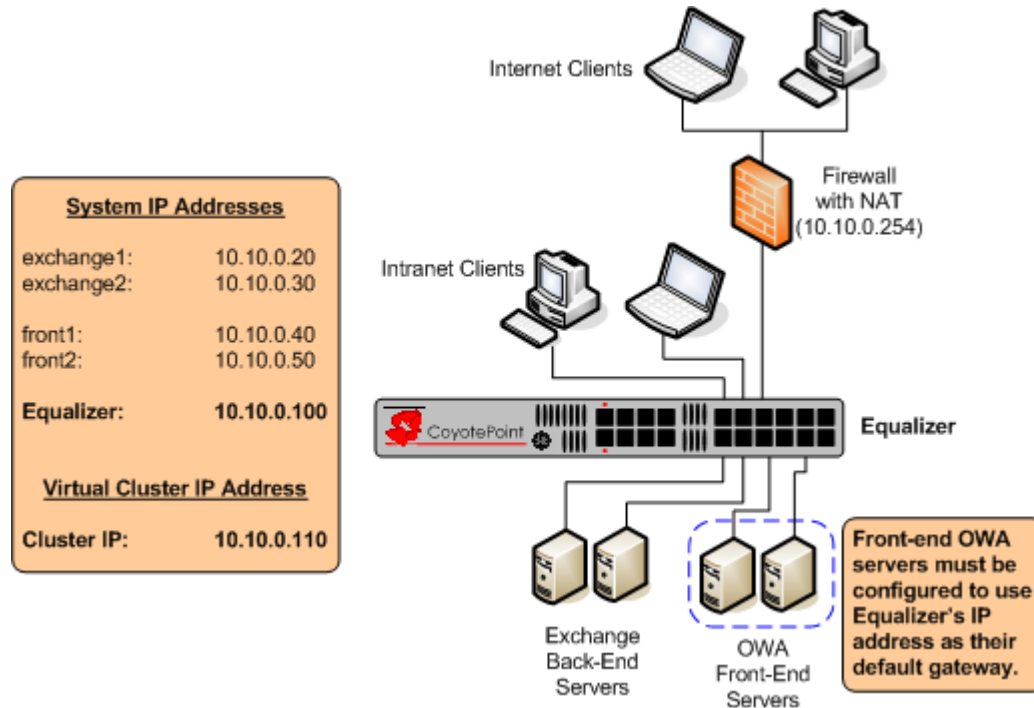 Internet Clients
Firewall
with NAT
(10.10.0.254)
Intranet Clients
System IP Addresses
exchange1: 10.10.0.20
exchange2: 10.10.0.30
front1: 10.10.0.40
front2: 10.10.0.50
Equalizer: 10.10.0.100
Virtual Cluster IP Address
Cluster IP: 10.10.0.110
CoyotePoint
Equalizer
Exchange
Back-End
Servers
OWA
Front-End
Servers
Front-end OWA
servers must be
configured to use
Equalizer's IP
address as their
default gateway.